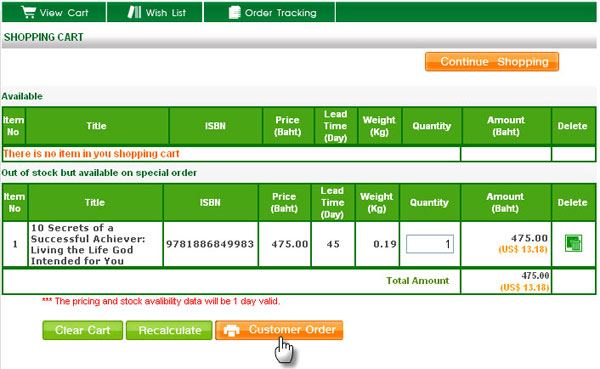 View Cart Wish List Order Tracking
SHOPPING CART
Continue Shopping
Available
Item No Title ISBN Price (Baht) Lead Time (Day) Weight (Kg) Quantity Amount (Baht) Delete
There is no item in you shopping cart
Out of stock but available on special order
Item No Title ISBN Price (Baht) Lead Time (Day) Weight (Kg) Quantity Amount (Baht) Delete
1 10 Secrets of a Successful Achiever: Living the Life God Intended for You 9781886849983 475.00 45 0.19 1 475.00 (US$ 13.18)
Total Amount 475.00 (US$ 13.18)
*** The pricing and stock avalibility data will be 1 day valid.
Clear Cart Recalculate Customer Order